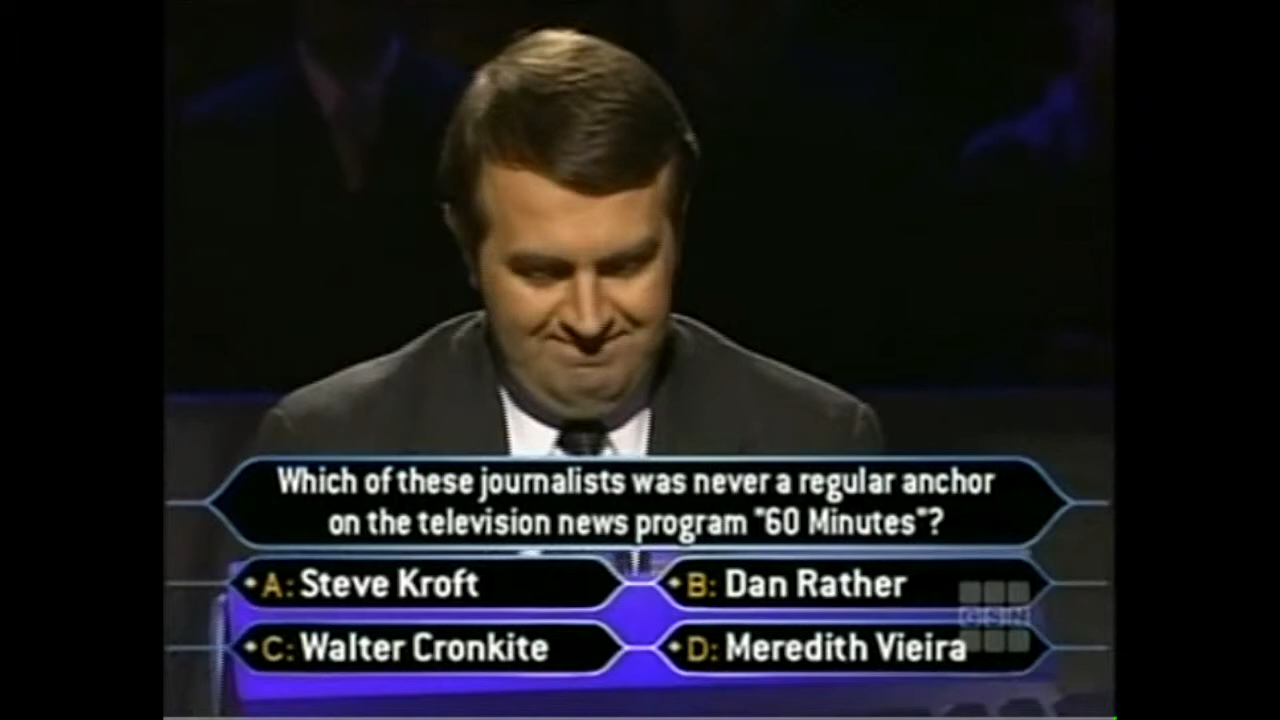 Which of these journalists was never a regular anchor
on the television news program "60 Minutes"?
A: Steve Kroft
B: Dan Rather
C: Walter Cronkite
D: Meredith Vieira
GSN